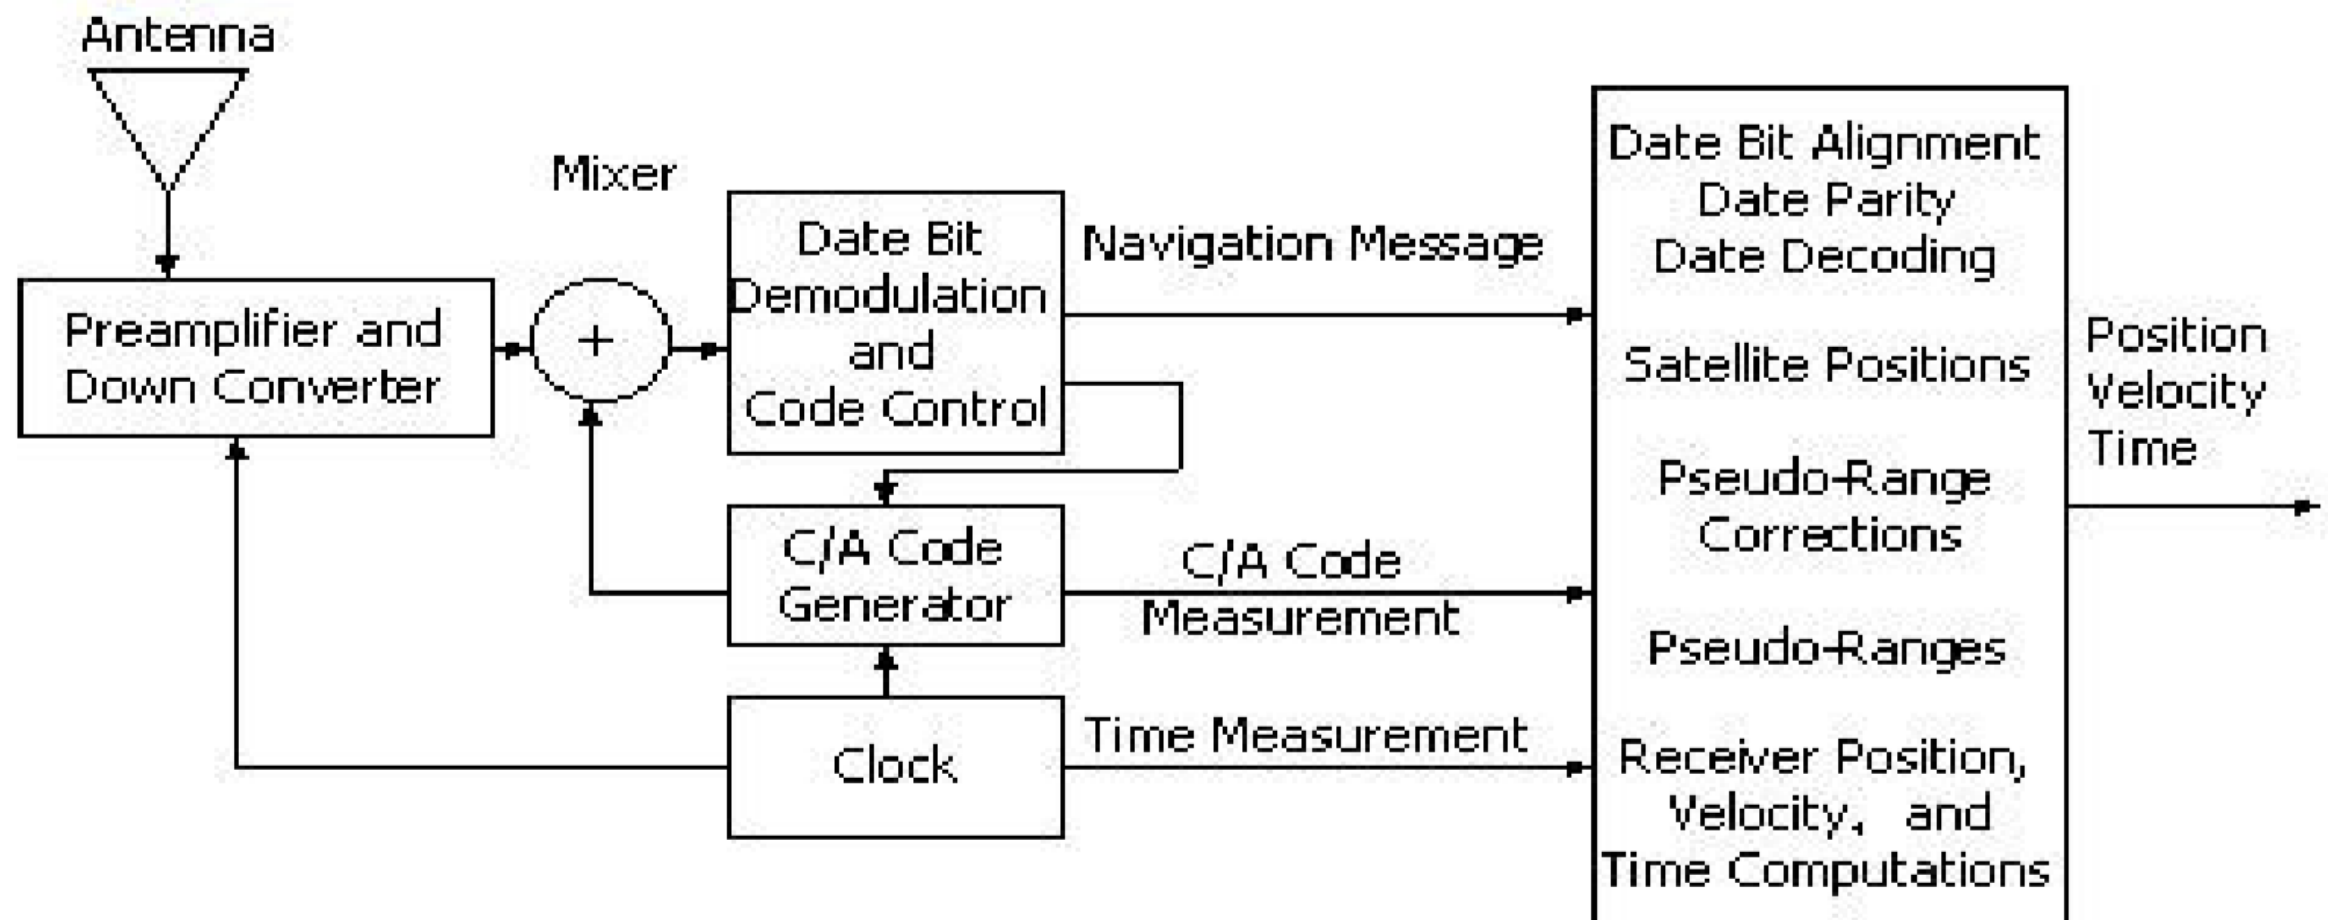 Antenna
Preamplifier and
Down Converter
Mixer
+
Date Bit
Demodulation
and
Code Control
C/A Code
Generator
Clock
Navigation Message
C/A Code
Measurement
Time Measurement
Date Bit Alignment
Date Parity
Date Decoding
Satellite Positions
Pseudo-Range
Corrections
Pseudo-Ranges
Receiver Position,
Velocity, and
Time Computations
Position
Velocity
Time